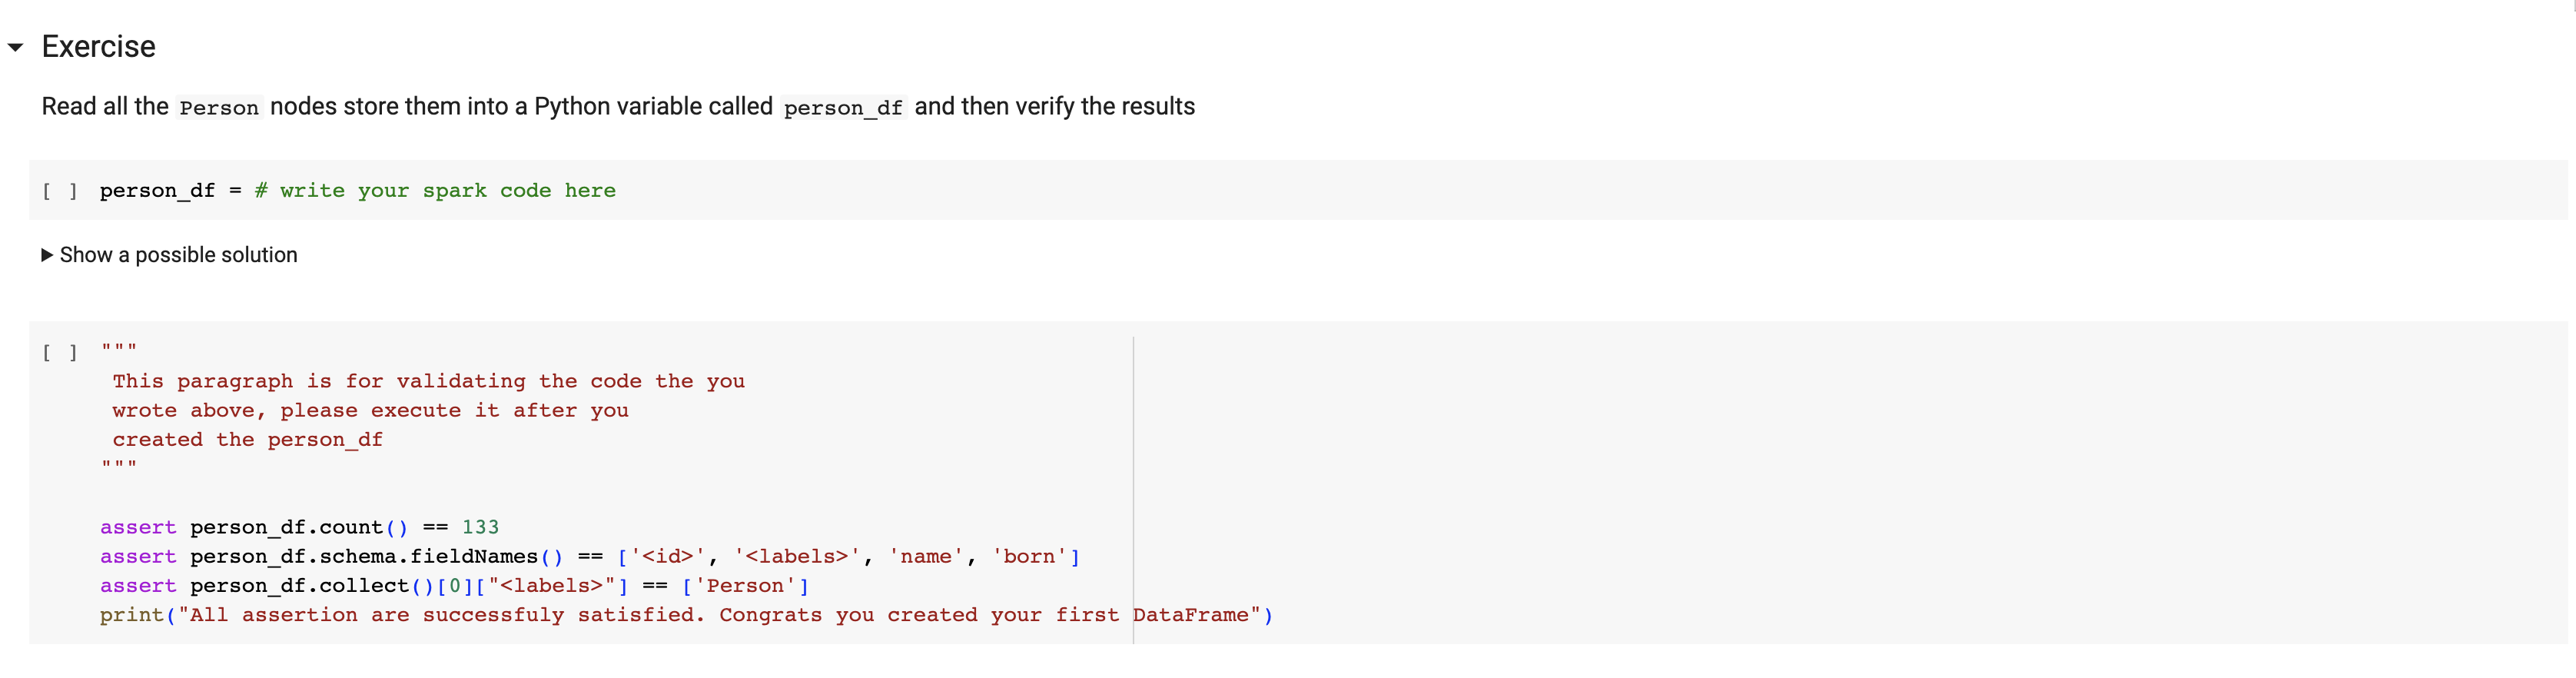 Exercise
Read all the Person nodes store them into a Python variable called person_df and then verify the results
[ ] person_df = # write your spark code here
Show a possible solution
[ ] """
This paragraph is for validating the code the you
wrote above, please execute it after you
created the person_df
"""
assert person_df.count() == 133
assert person_df.schema.fieldNames() == ['<id>', '<labels>', 'name', 'born']
assert person_df.collect()[0]["<labels>"] == ['Person']
print("All assertion are successfuly satisfied. Congrats you created your first DataFrame")